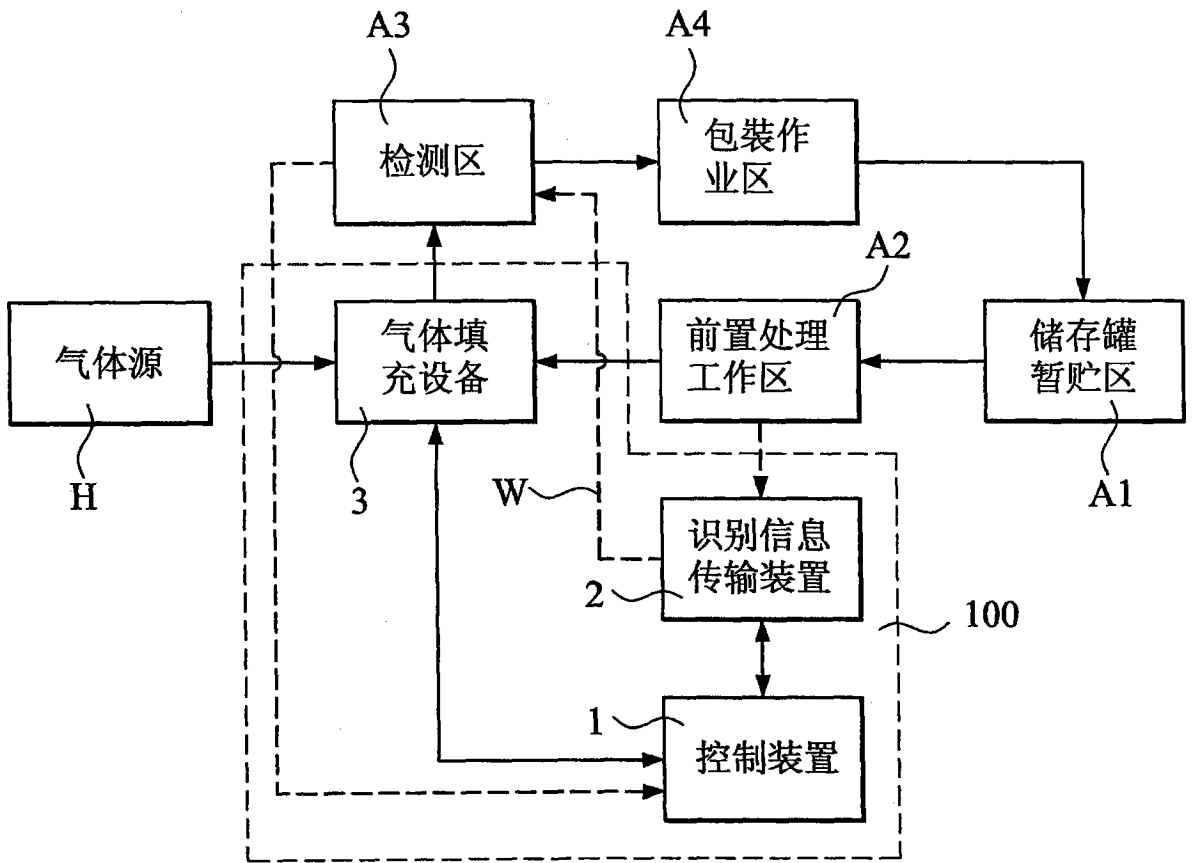 A3
A4
检测区
包装作
业区
A2
气体源
气体填
充设备
前置处理
工作区
储存罐
暂贮区
H
3
W
A1
识别信息
传输装置
2
100
1
控制装置